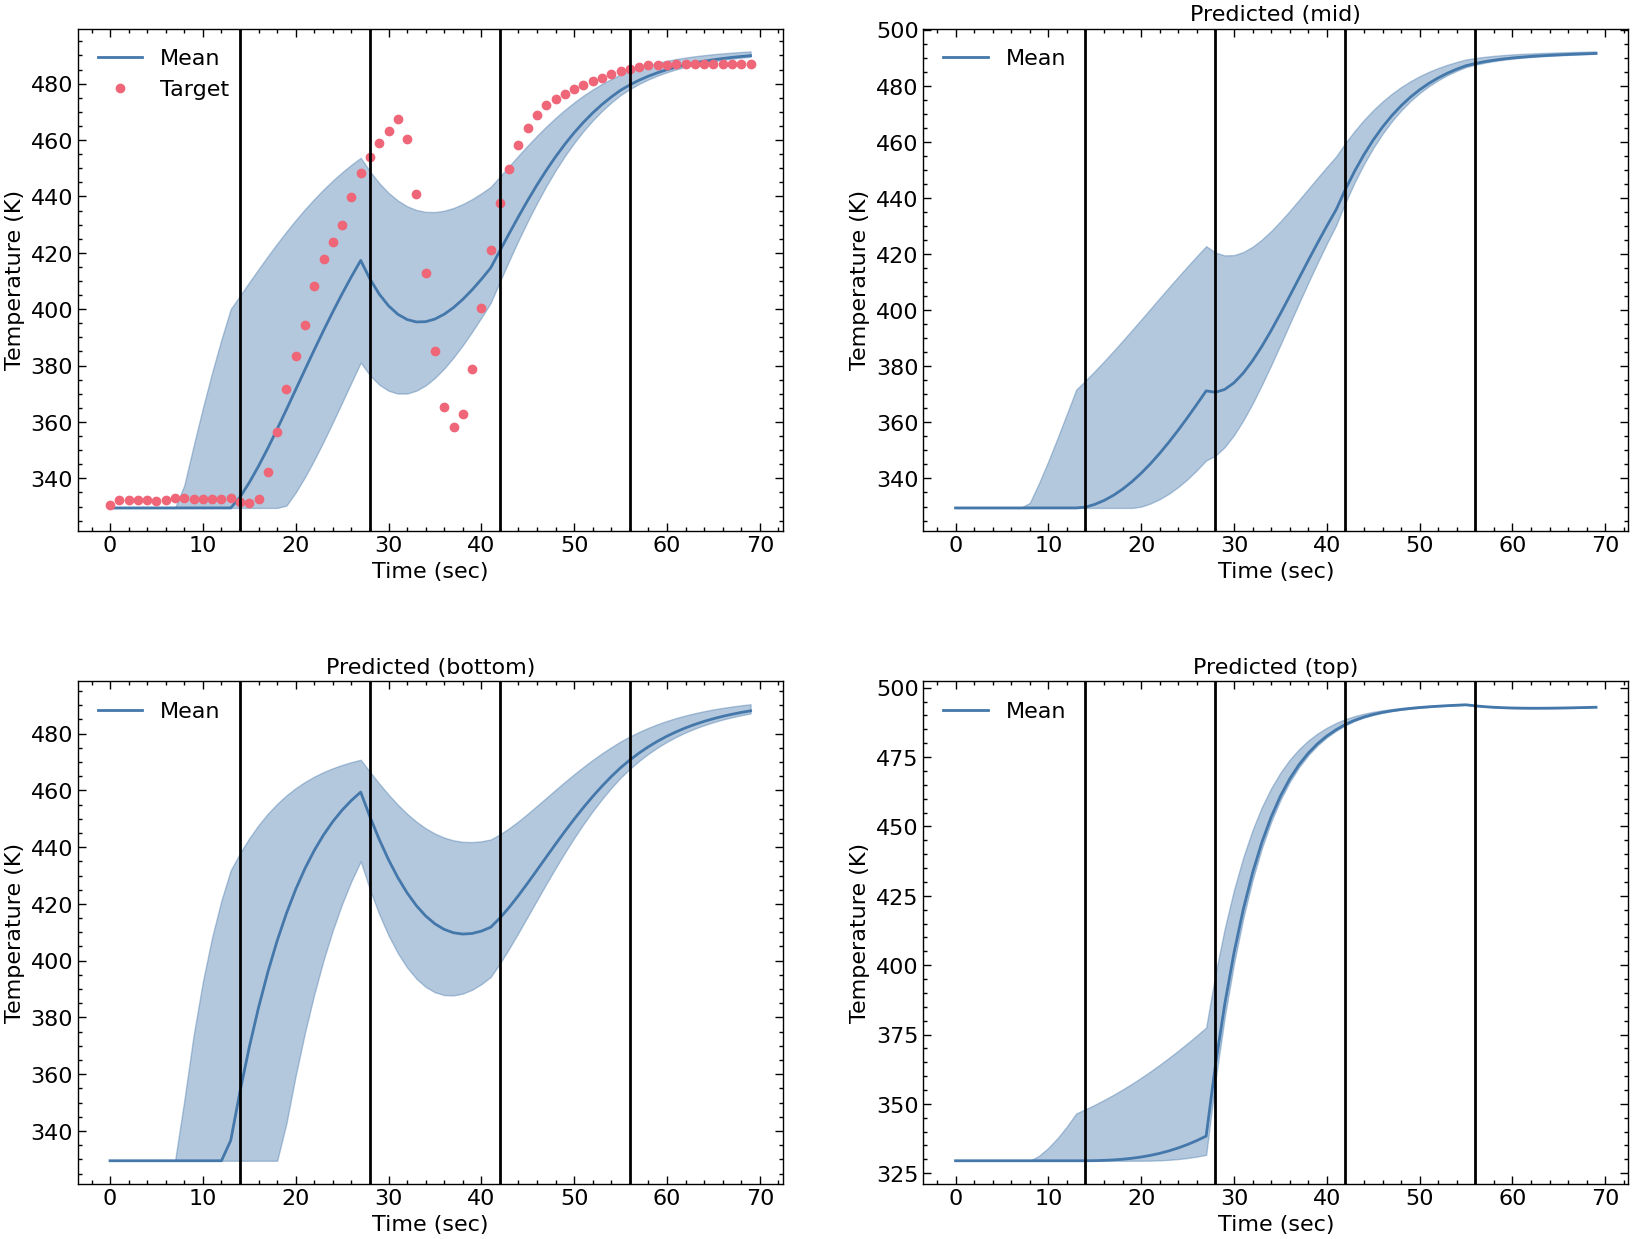 Mean
Target
480
460
440
420
400
380
360
340
Temperature (K)
0 10 20 30 40 50 60 70
Time (sec)
Predicted (mid)
Mean
500
480
460
440
420
400
380
360
340
Temperature (K)
0 10 20 30 40 50 60 70
Time (sec)
Predicted (bottom)
Mean
480
460
440
420
400
380
360
340
Temperature (K)
0 10 20 30 40 50 60 70
Time (sec)
Predicted (top)
Mean
500
475
450
425
400
375
350
325
Temperature (K)
0 10 20 30 40 50 60 70
Time (sec)